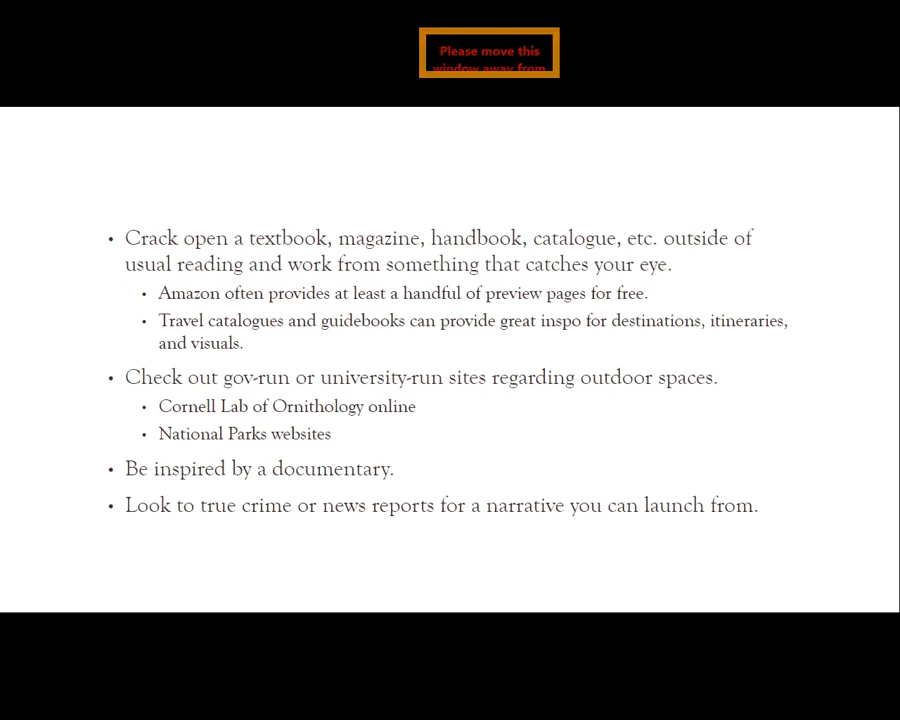 Please move this
window away from
• Crack open a textbook, magazine, handbook, catalogue, etc. outside of
usual reading and work from something that catches your eye.
• Amazon often provides at least a handful of preview pages for free.
• Travel catalogues and guidebooks can provide great inspo for destinations, itineraries,
and visuals.
• Check out gov-run or university-run sites regarding outdoor spaces.
• Cornell Lab of Ornithology online
• National Parks websites
• Be inspired by a documentary.
• Look to true crime or news reports for a narrative you can launch from.